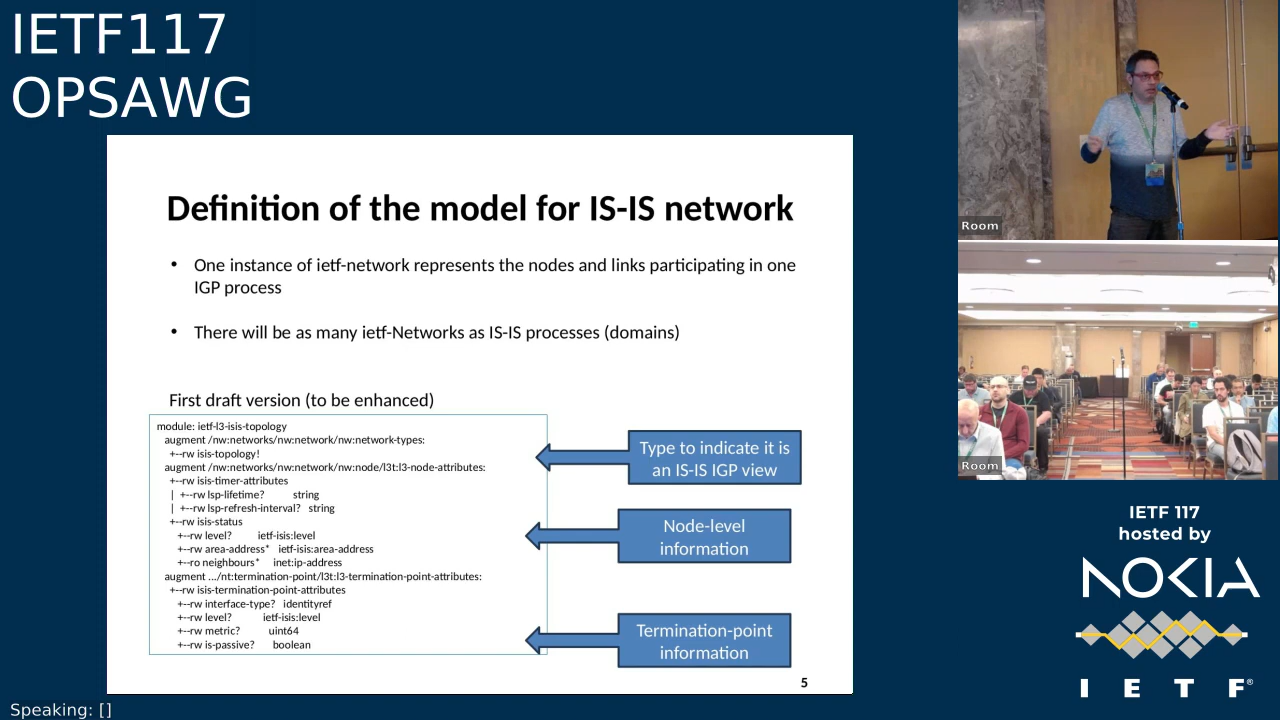 IETF117
OPSAWG
Definition of the model for IS-IS network
• One instance of ietf-network represents the nodes and links participating in one
IGP process
• There will be as many ietf-Networks as IS-IS processes (domains)
First draft version (to be enhanced)
module: ietf-l3-isis-topology
augment /nw:networks/nw:network/nw:network-types:
+--rw isis-topology!
augment /nw:networks/nw:network/nw:node/l3t:l3-node-attributes:
+--rw isis-timer-attributes
| +--rw lsp-lifetime? string
| +--rw lsp-refresh-interval? string
+--rw isis-status
+--rw level? ietf-isis:level
+--rw area-address* ietf-isis:area-address
+--ro neighbours* inet:ip-address
augment .../nt:termination-point/l3t:l3-termination-point-attributes:
+--rw isis-termination-point-attributes
+--rw interface-type? identityref
+--rw level? ietf-isis:level
+--rw metric? uint64
+--rw is-passive? boolean
Type to indicate it is
an IS-IS IGP view
Node-level
information
Termination-point
information
5
Room
Room
IETF 117
hosted by
NOKIA
I E T F®
Speaking: []